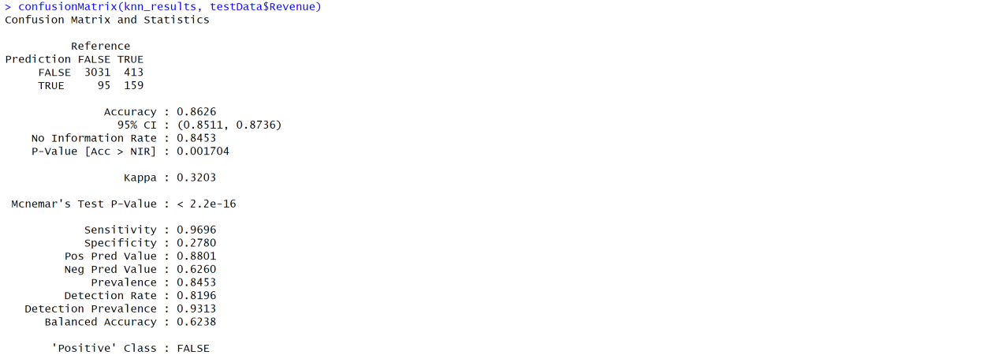 > confusionMatrix(knn_results, testData$Revenue)
Confusion Matrix and Statistics
Reference
Prediction FALSE TRUE
FALSE 3031 413
TRUE 95 159
Accuracy : 0.8626
95% CI : (0.8511, 0.8736)
No Information Rate : 0.8453
P-Value [Acc > NIR] : 0.001704
Kappa : 0.3203
Mcnemar's Test P-Value : < 2.2e-16
Sensitivity : 0.9696
Specificity : 0.2780
Pos Pred Value : 0.8801
Neg Pred Value : 0.6260
Prevalence : 0.8453
Detection Rate : 0.8196
Detection Prevalence : 0.9313
Balanced Accuracy : 0.6238
'Positive' Class : FALSE